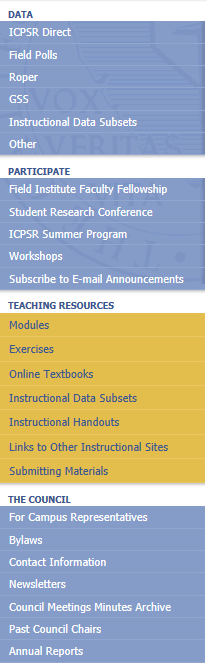 DATA
ICPSR Direct
Field Polls
Roper
GSS
Instructional Data Subsets
Other
PARTICIPATE
Field Institute Faculty Fellowship
Student Research Conference
ICPSR Summer Program
Workshops
Subscribe to E-mail Announcements
TEACHING RESOURCES
Modules
Exercises
Online Textbooks
Instructional Data Subsets
Instructional Handouts
Links to Other Instructional Sites
Submitting Materials
THE COUNCIL
For Campus Representatives
Bylaws
Contact Information
Newsletters
Council Meetings Minutes Archive
Past Council Chairs
Annual Reports
VOX
VERITAS
VITA